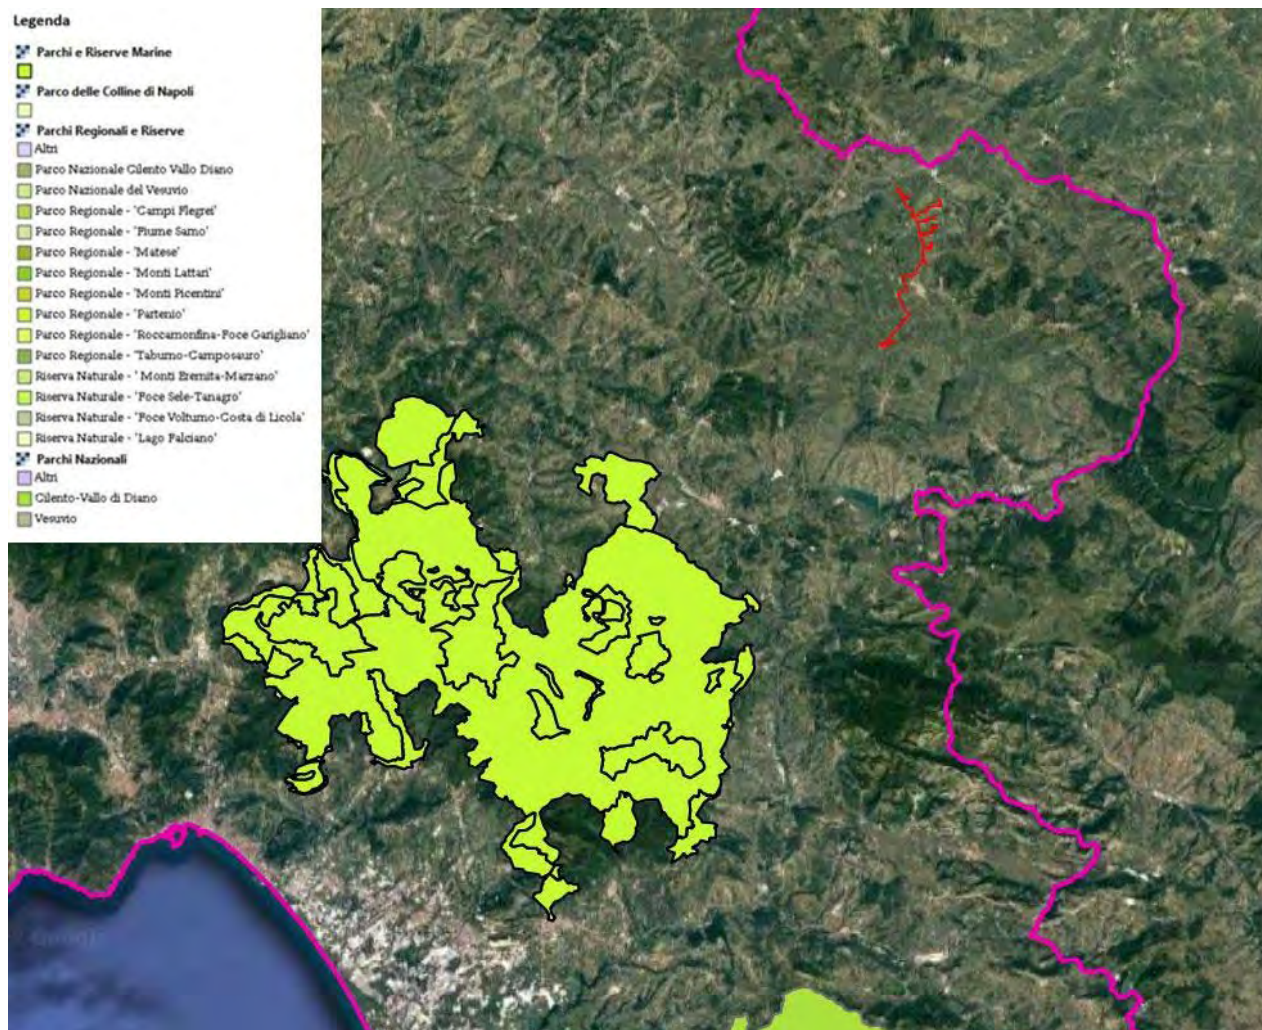 Legenda
Parchi e Riserve Marine
Parco delle Colline di Napoli
Parchi Regionali e Riserve
Altri
Parco Nazionale Cilento Vallo Diano
Parco Nazionale del Vesuvio
Parco Regionale - 'Campi Flegrei'
Parco Regionale - 'Fiume Sarno'
Parco Regionale - 'Matese'
Parco Regionale - 'Monti Lattari'
Parco Regionale - 'Monti Picentini'
Parco Regionale - 'Partenio'
Parco Regionale - 'Roccamonfina-Foce Garigliano'
Parco Regionale - 'Taburno-Camposauro'
Riserva Naturale - ' Monti Eremita-Marzano'
Riserva Naturale - 'Foce Sele-Tanagro'
Riserva Naturale - 'Foce Volturno-Costa di Licola'
Riserva Naturale - 'Lago Falciano'
Parchi Nazionali
Altri
Cilento-Vallo di Diano
Vesuvio